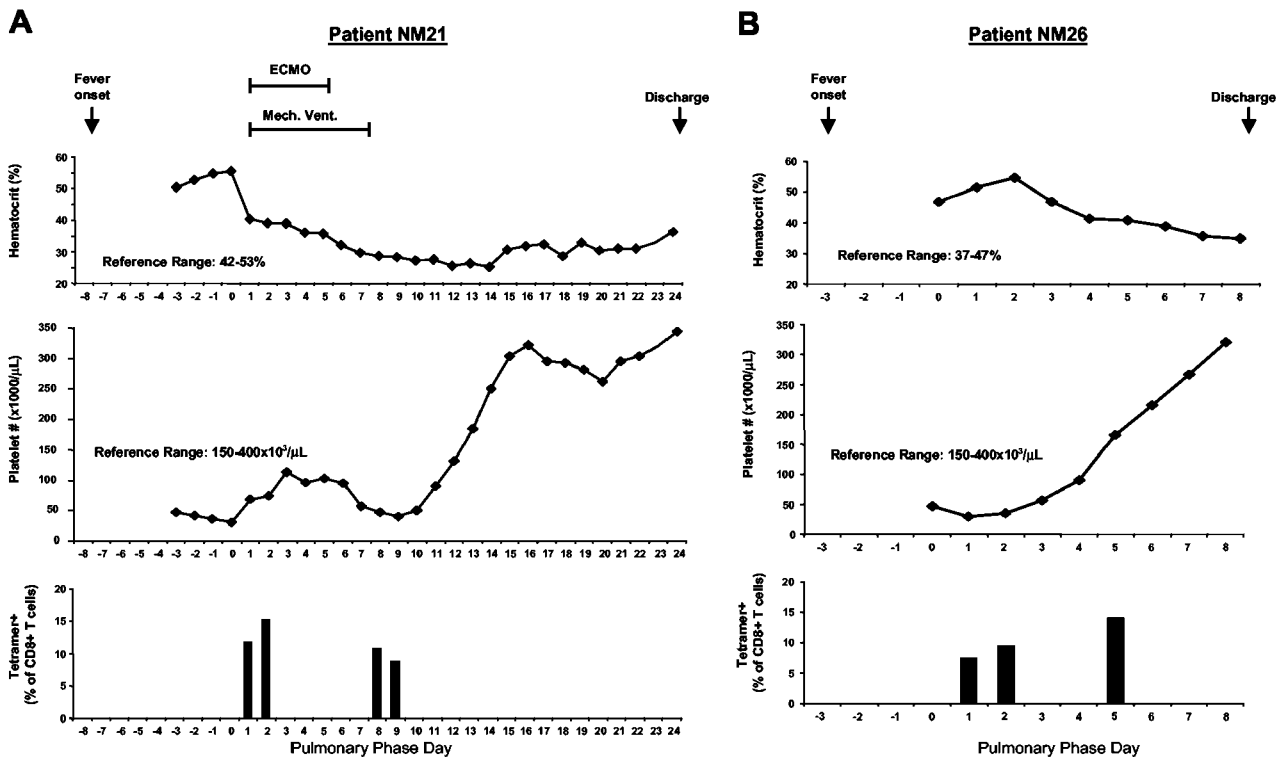 A
Patient NM21
ECMO
Fever
onset
Mech. Vent.
Discharge
Hematocrit (%)
60
50
40
30
20
Reference Range: 42-53%
-8 -7 -6 -5 -4 -3 -2 -1 0 1 2 3 4 5 6 7 8 9 10 11 12 13 14 15 16 17 18 19 20 21 22 23 24
Platelet # (x1000/µL)
350
300
250
200
150
100
50
0
Reference Range: 150-400x10³/µL
-8 -7 -6 -5 -4 -3 -2 -1 0 1 2 3 4 5 6 7 8 9 10 11 12 13 14 15 16 17 18 19 20 21 22 23 24
Tetramer+
(% of CD8+ T cells)
20
15
10
5
0
-8 -7 -6 -5 -4 -3 -2 -1 0 1 2 3 4 5 6 7 8 9 10 11 12 13 14 15 16 17 18 19 20 21 22 23 24
Pulmonary Phase Day
B
Patient NM26
Fever
onset
Discharge
Hematocrit (%)
60
50
40
30
20
Reference Range: 37-47%
-3 -2 -1 0 1 2 3 4 5 6 7 8
Platelet # (x1000/µL)
350
300
250
200
150
100
50
0
Reference Range: 150-400x10³/µL
-3 -2 -1 0 1 2 3 4 5 6 7 8
Tetramer+
(% of CD8+ T cells)
20
15
10
5
0
-3 -2 -1 0 1 2 3 4 5 6 7 8
Pulmonary Phase Day